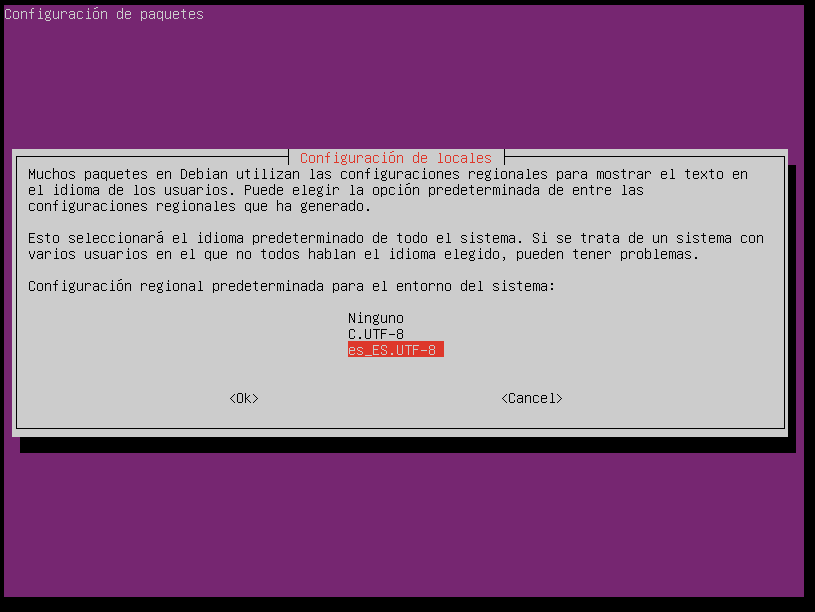 Configuración de paquetes
Configuración de locales
Muchos paquetes en Debian utilizan las configuraciones regionales para mostrar el texto en
el idioma de los usuarios. Puede elegir la opción predeterminada de entre las
configuraciones regionales que ha generado.
Esto seleccionará el idioma predeterminado de todo el sistema. Si se trata de un sistema con
varios usuarios en el que no todos hablan el idioma elegido, pueden tener problemas.
Configuración regional predeterminada para el entorno del sistema:
Ninguno
C.UTF-8
es_ES.UTF-8
<Ok> <Cancel>